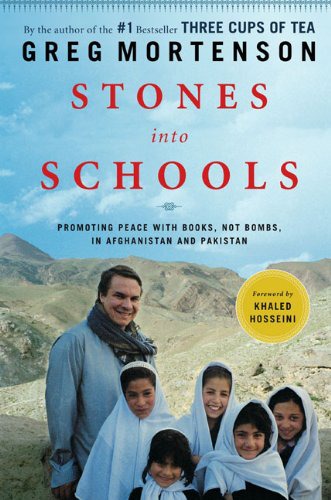 By the author of the #1 Bestseller THREE CUPS OF TEA
GREG MORTENSON
STONES
into
SCHOOLS
PROMOTING PEACE WITH BOOKS, NOT BOMBS,
IN AFGHANISTAN AND PAKISTAN
Foreword by
KHALED
HOSSEINI